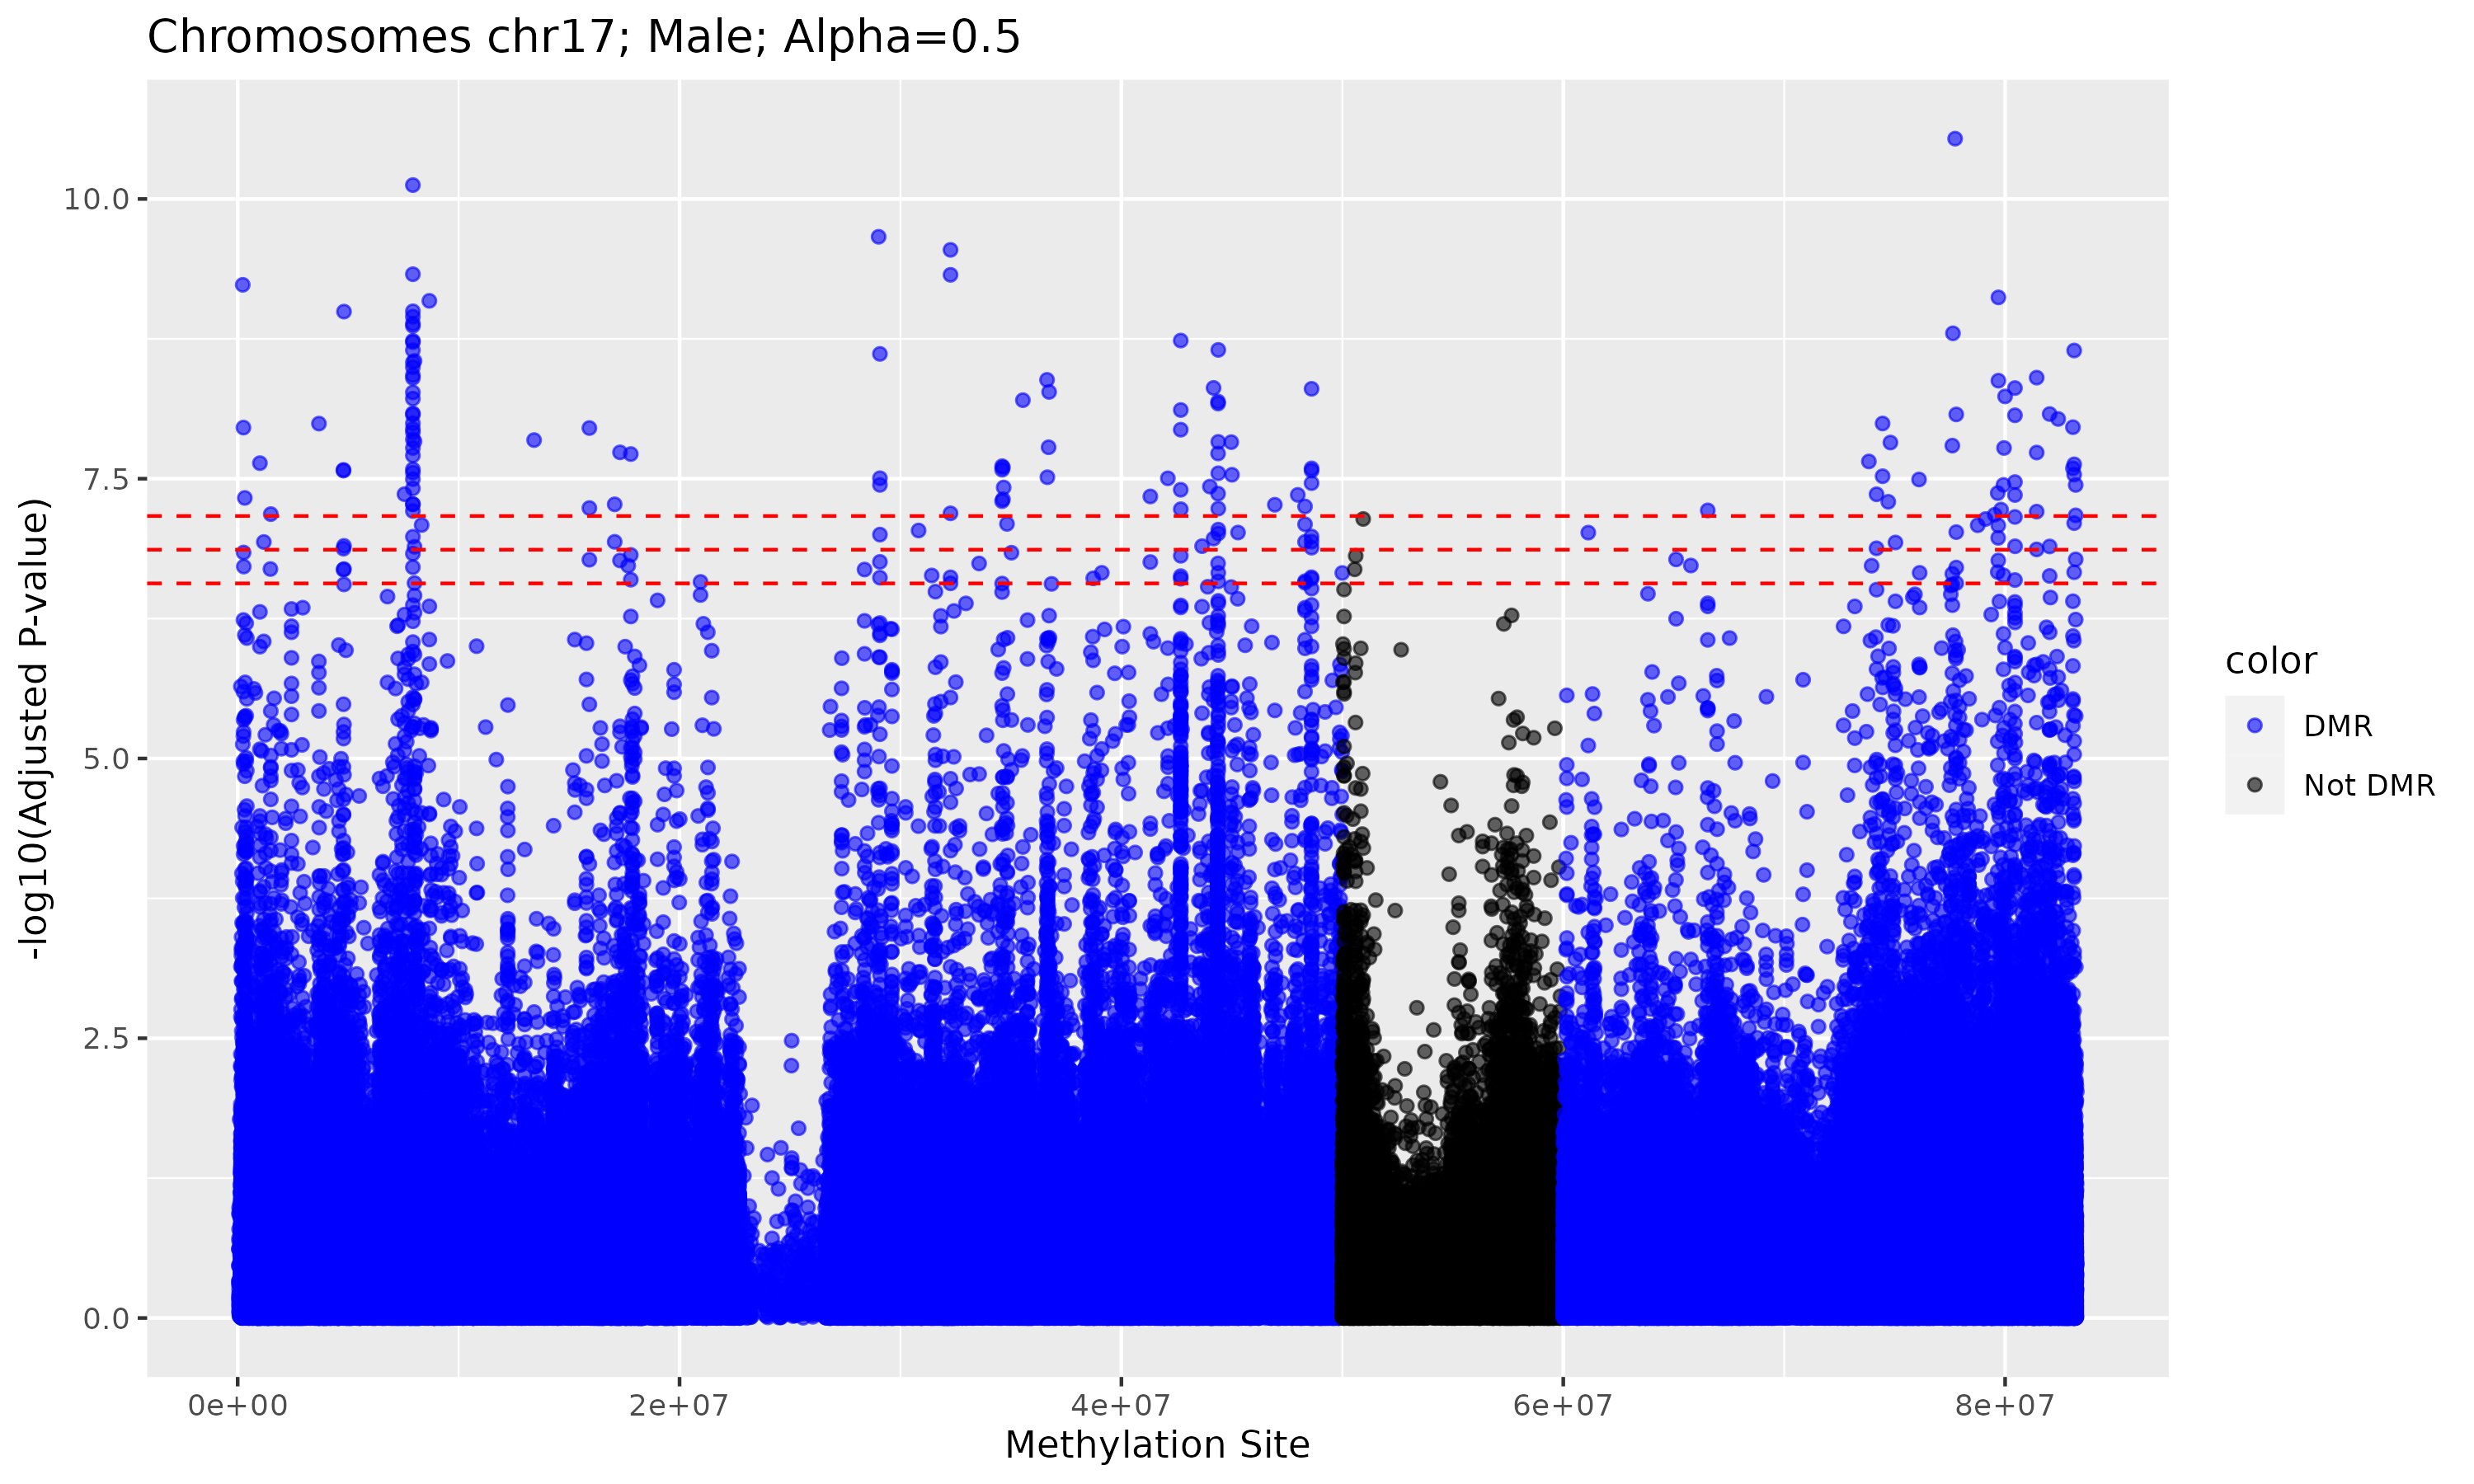 Chromosomes chr17; Male; Alpha=0.5
-log10(Adjusted P-value)
10.0
7.5
5.0
2.5
0.0
0e+00 2e+07 4e+07 6e+07 8e+07
Methylation Site
color
DMR
Not DMR